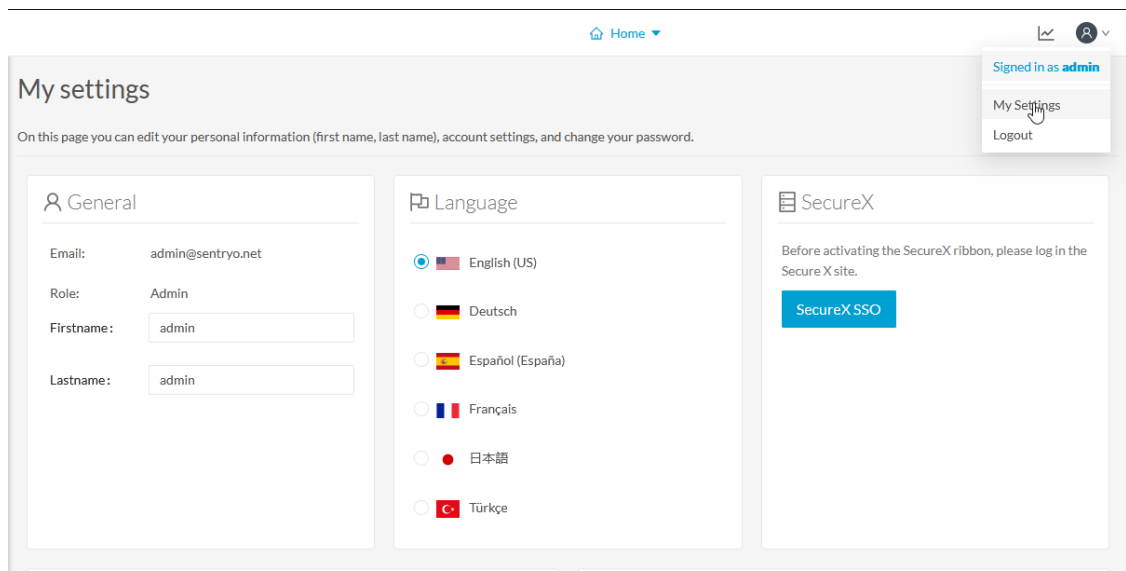 Home
Signed in as admin
My Settings
Logout
My settings
On this page you can edit your personal information (first name, last name), account settings, and change your password.
General
Email: admin@sentryo.net
Role: Admin
Firstname: admin
Lastname: admin
Language
English (US)
Deutsch
Español (España)
Français
日本語
Türkçe
SecureX
Before activating the SecureX ribbon, please log in the
Secure X site.
SecureX SSO